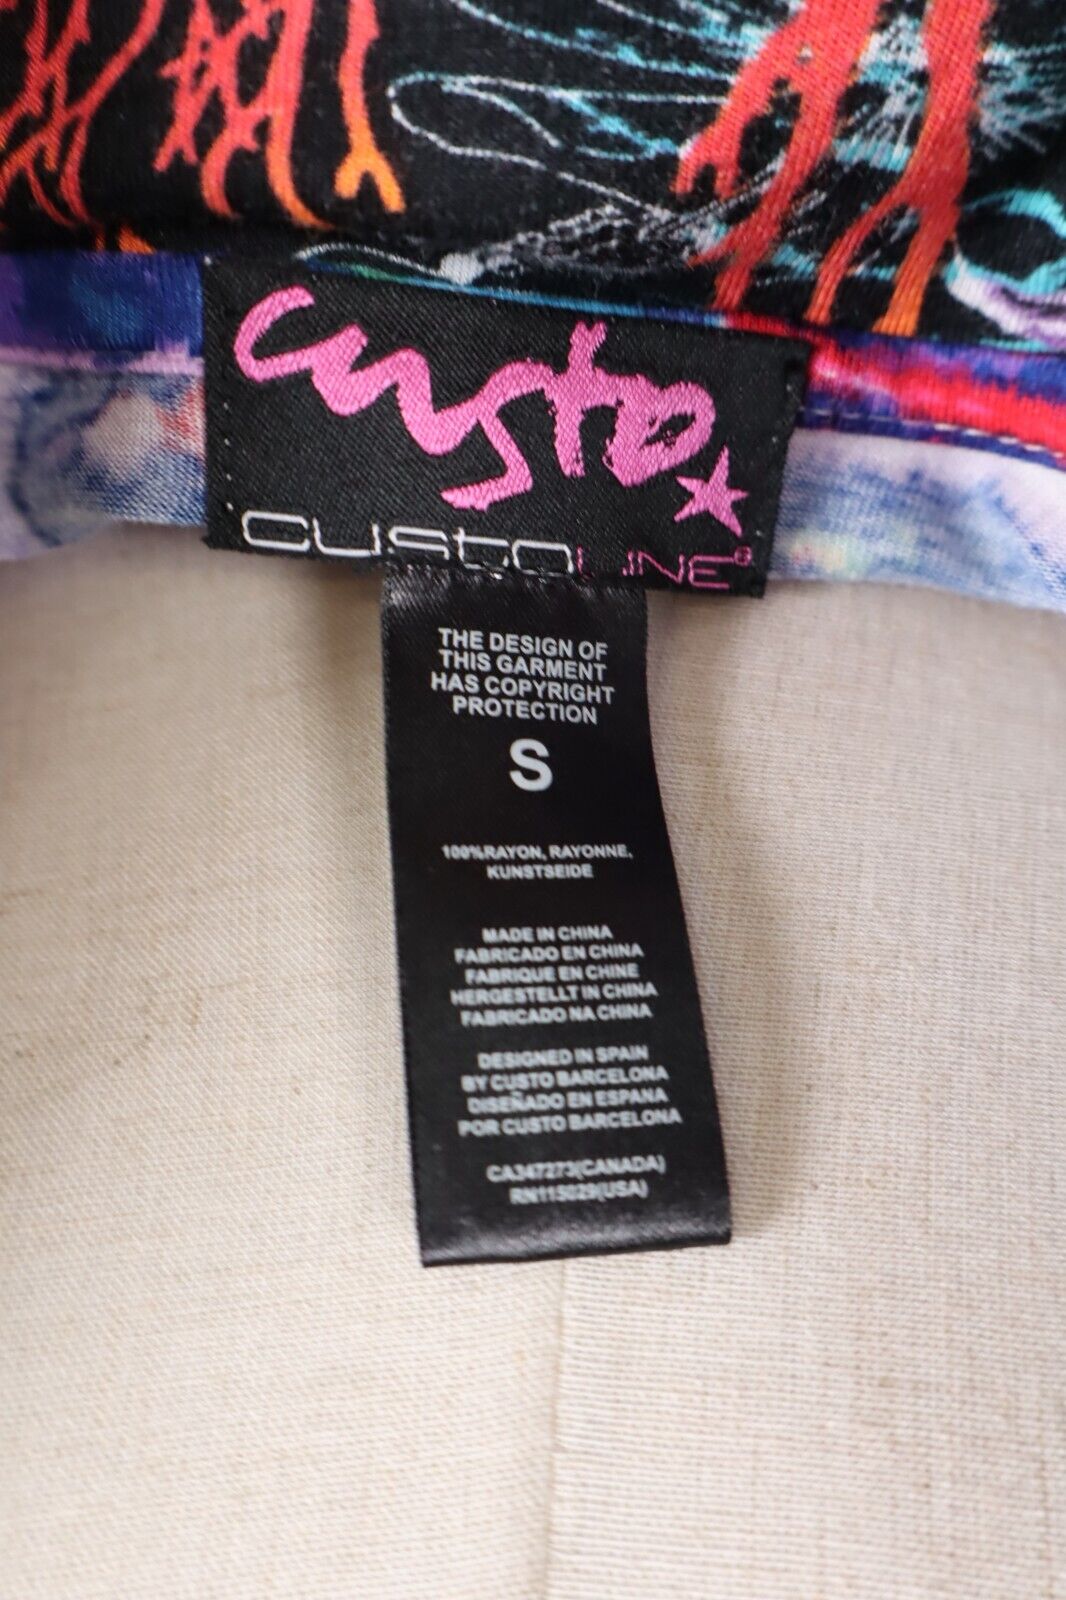 custo
CUSTOLINE®
THE DESIGN OF
THIS GARMENT
HAS COPYRIGHT
PROTECTION
S
100%RAYON, RAYONNE,
KUNSTSEIDE
MADE IN CHINA
FABRICADO EN CHINA
FABRIQUE EN CHINE
HERGESTELLT IN CHINA
FABRICADO NA CHINA
DESIGNED IN SPAIN
BY CUSTO BARCELONA
DISEÑADO EN ESPANA
POR CUSTO BARCELONA
CA347273(CANADA)
RN115029(USA)